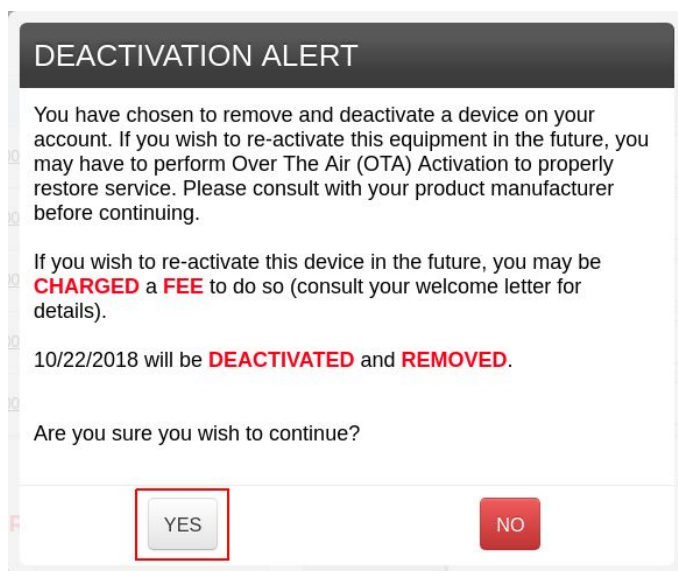 DEACTIVATION ALERT
You have chosen to remove and deactivate a device on your
account. If you wish to re-activate this equipment in the future, you
may have to perform Over The Air (OTA) Activation to properly
restore service. Please consult with your product manufacturer
before continuing.
If you wish to re-activate this device in the future, you may be
CHARGED a FEE to do so (consult your welcome letter for
details).
10/22/2018 will be DEACTIVATED and REMOVED.
Are you sure you wish to continue?
YES NO